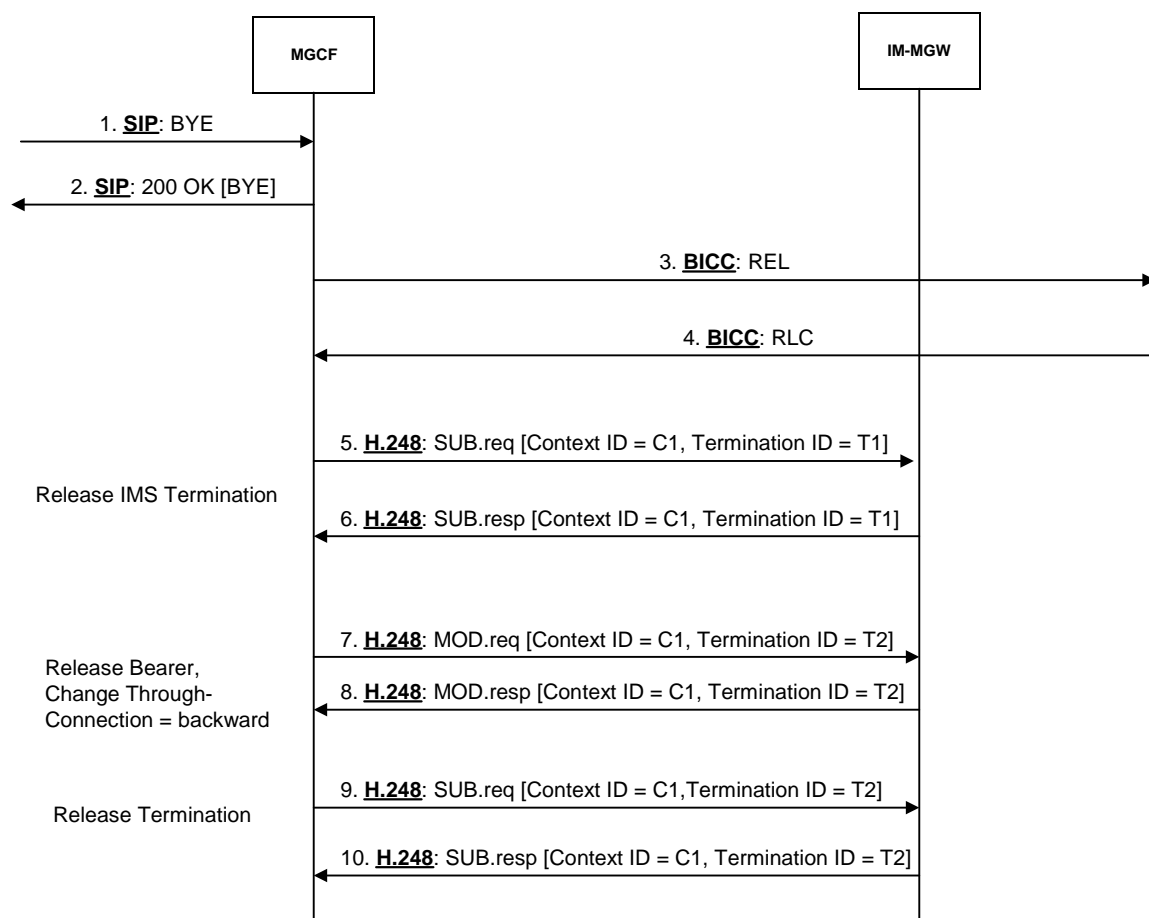 MGCF
IM-MGW
1. SIP: BYE
2. SIP: 200 OK [BYE]
3. BICC: REL
4. BICC: RLC
5. H.248: SUB.req [Context ID = C1, Termination ID = T1]
Release IMS Termination
6. H.248: SUB.resp [Context ID = C1, Termination ID = T1]
7. H.248: MOD.req [Context ID = C1, Termination ID = T2]
Release Bearer,
Change Through-
Connection = backward
8. H.248: MOD.resp [Context ID = C1, Termination ID = T2]
9. H.248: SUB.req [Context ID = C1,Termination ID = T2]
Release Termination
10. H.248: SUB.resp [Context ID = C1, Termination ID = T2]